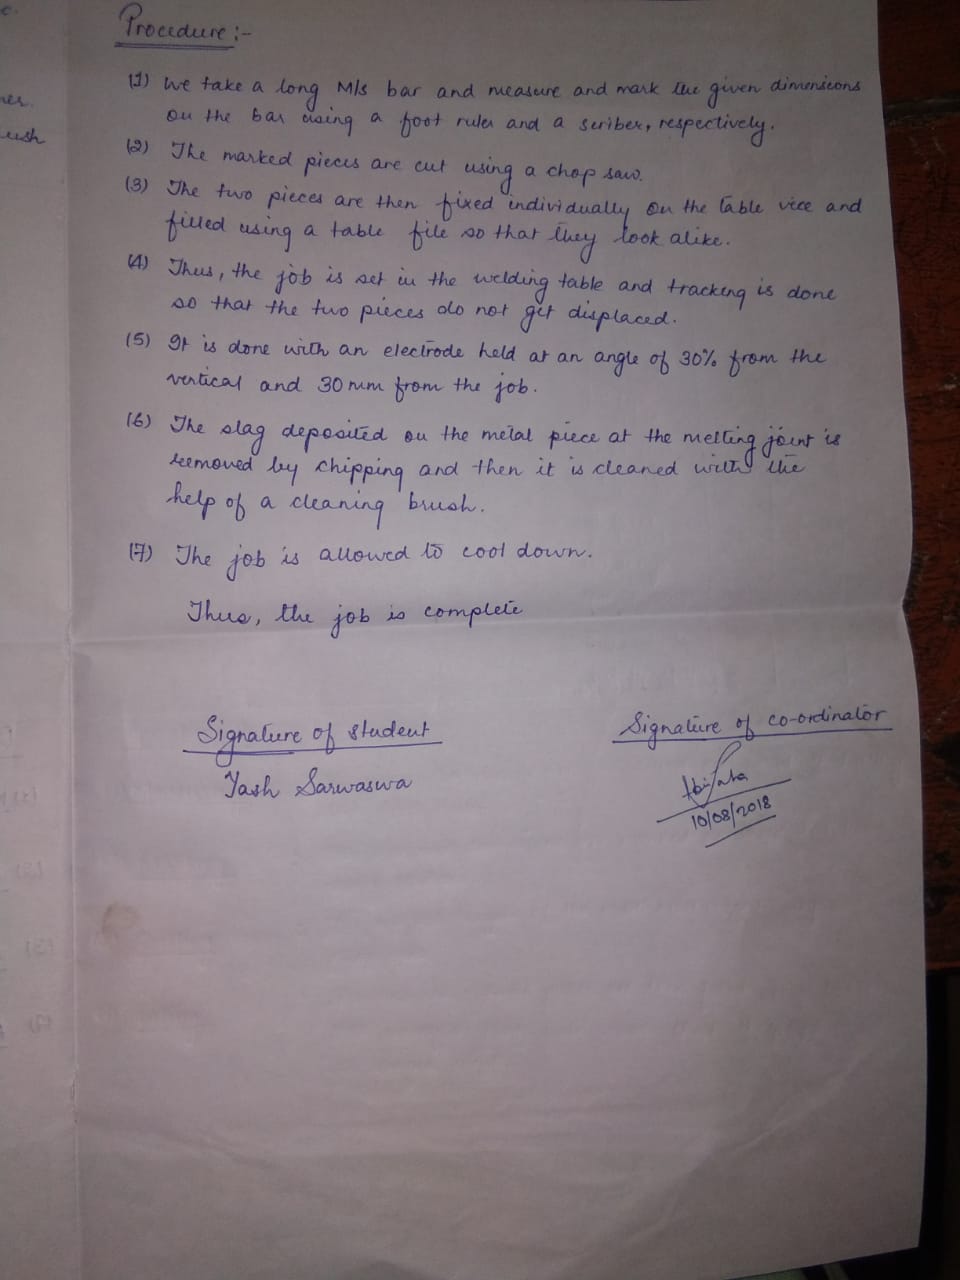 Procedure :-
(1) We take a long M/s bar and measure and mark the given dimensions
on the bar using a foot ruler and a scriber, respectively.
(2) The marked pieces are cut using a chop saw.
(3) The two pieces are then fixed individually on the table vice and
filled using a table file so that they look alike.
(4) Thus, the job is set in the welding table and tracking is done
so that the two pieces do not get displaced.
(5) It is done with an electrode held at an angle of 30% from the
vertical and 30 mm from the job.
(6) The slag deposited on the metal piece at the melting joint is
removed by chipping and then it is cleaned with the
help of a cleaning brush.
(7) The job is allowed to cool down.
Thus, the job is complete
Signature of student
Yash Sarwaswa
Signature of co-ordinator
10/08/2018